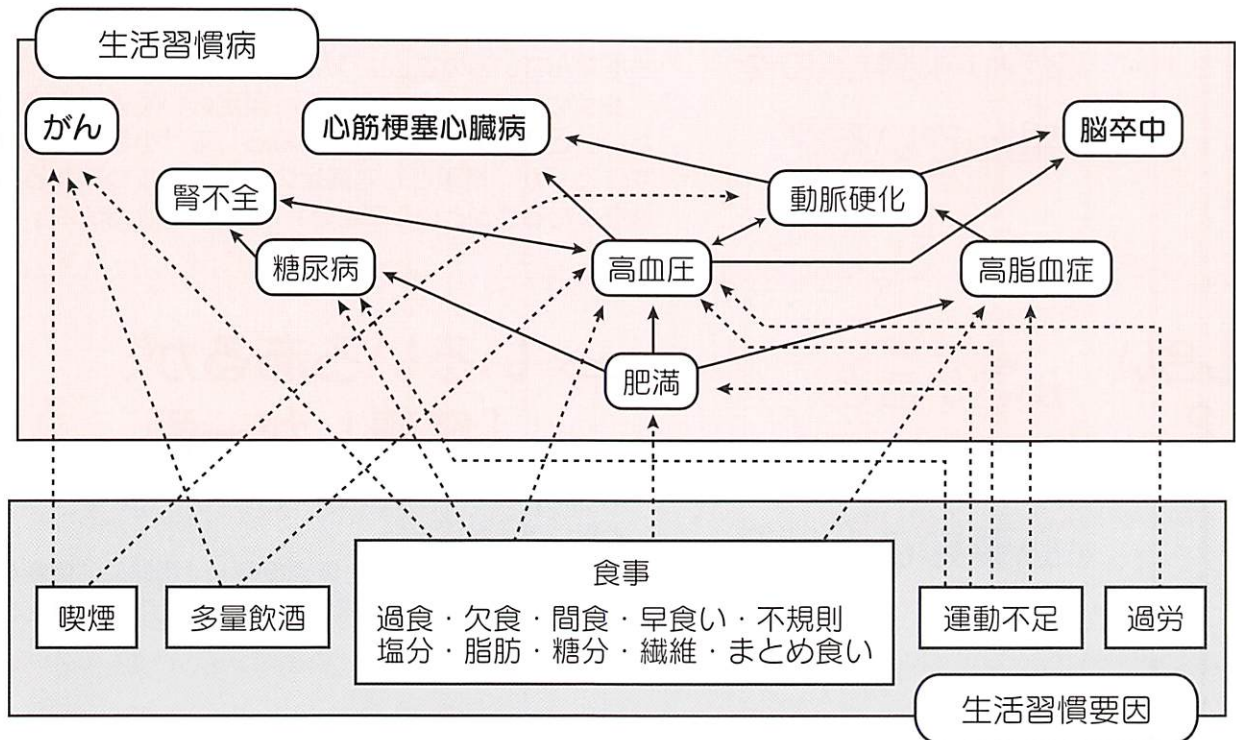 生活習慣病
がん
心筋梗塞心臓病
脳卒中
腎不全
動脈硬化
糖尿病
高血圧
高脂血症
肥満
喫煙
多量飲酒
食事
過食・欠食・間食・早食い・不規則
塩分・脂肪・糖分・繊維・まとめ食い
運動不足
過労
生活習慣要因